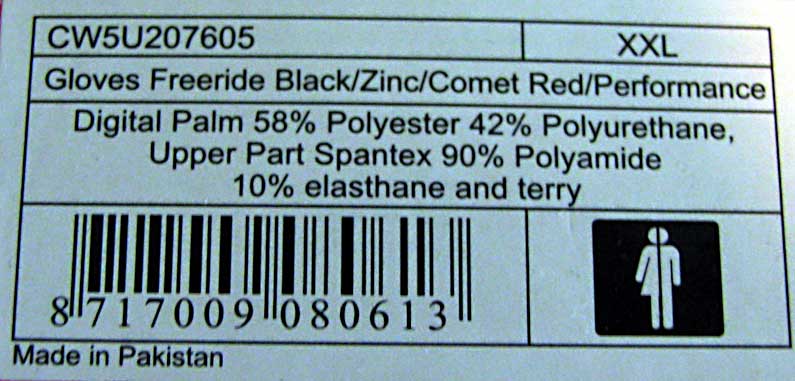 CW5U207605
XXL
Gloves Freeride Black/Zinc/Comet Red/Performance
Digital Palm 58% Polyester 42% Polyurethane,
Upper Part Spantex 90% Polyamide
10% elasthane and terry
8 717009 080613
Made in Pakistan